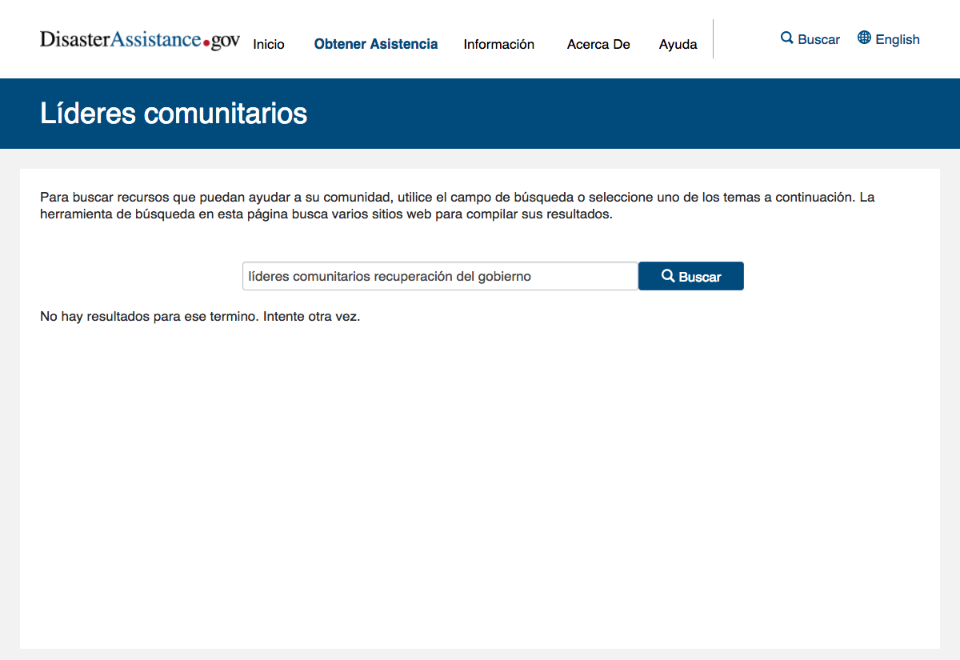 DisasterAssistance.gov
Inicio Obtener Asistencia Información Acerca De Ayuda Buscar English
Líderes comunitarios
Para buscar recursos que puedan ayudar a su comunidad, utilice el campo de búsqueda o seleccione uno de los temas a continuación. La
herramienta de búsqueda en esta página busca varios sitios web para compilar sus resultados.
líderes comunitarios recuperación del gobierno Buscar
No hay resultados para ese termino. Intente otra vez.